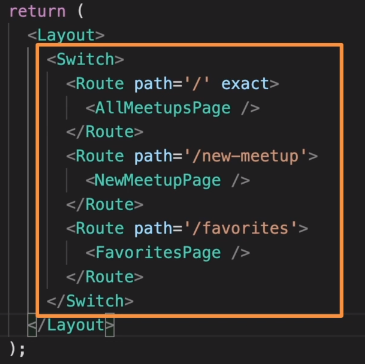 return (
<Layout>
<Switch>
<Route path='/' exact>
<AllMeetupsPage />
</Route>
<Route path='/new-meetup'>
<NewMeetupPage />
</Route>
<Route path='/favorites'>
<FavoritesPage />
</Route>
</Switch>
</Layout>
);